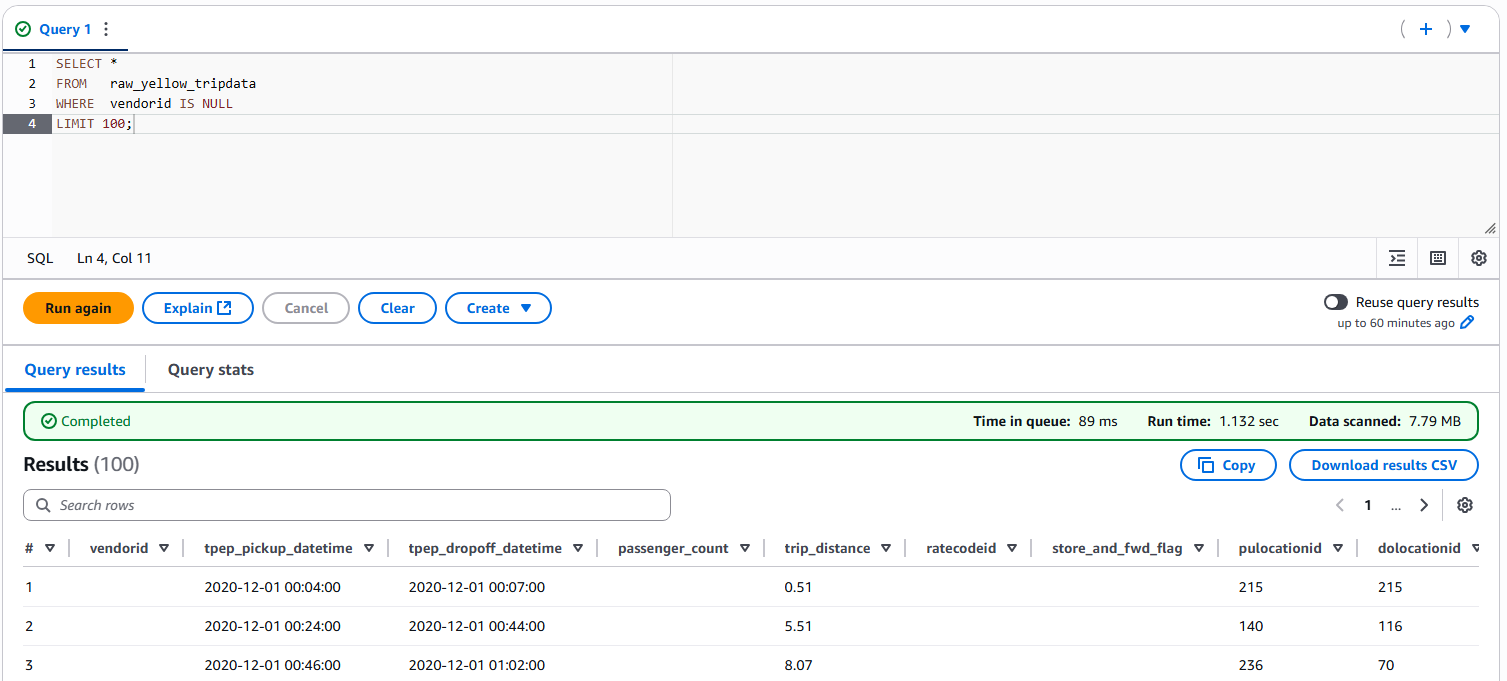 Query 1
( + )
1 SELECT *
2 FROM   raw_yellow_tripdata
3 WHERE  vendorid IS NULL
4 LIMIT 100;
SQL Ln 4, Col 11
Run again Explain Cancel Clear Create Reuse query results
up to 60 minutes ago
Query results Query stats
Completed Time in queue: 89 ms Run time: 1.132 sec Data scanned: 7.79 MB
Results (100) Copy Download results CSV
Search rows 1 ...
# vendorid tpep_pickup_datetime tpep_dropoff_datetime passenger_count trip_distance ratecodeid store_and_fwd_flag pulocationid dolocationid
1 2020-12-01 00:04:00 2020-12-01 00:07:00 0.51 215 215
2 2020-12-01 00:24:00 2020-12-01 00:44:00 5.51 140 116
3 2020-12-01 00:46:00 2020-12-01 01:02:00 8.07 236 70